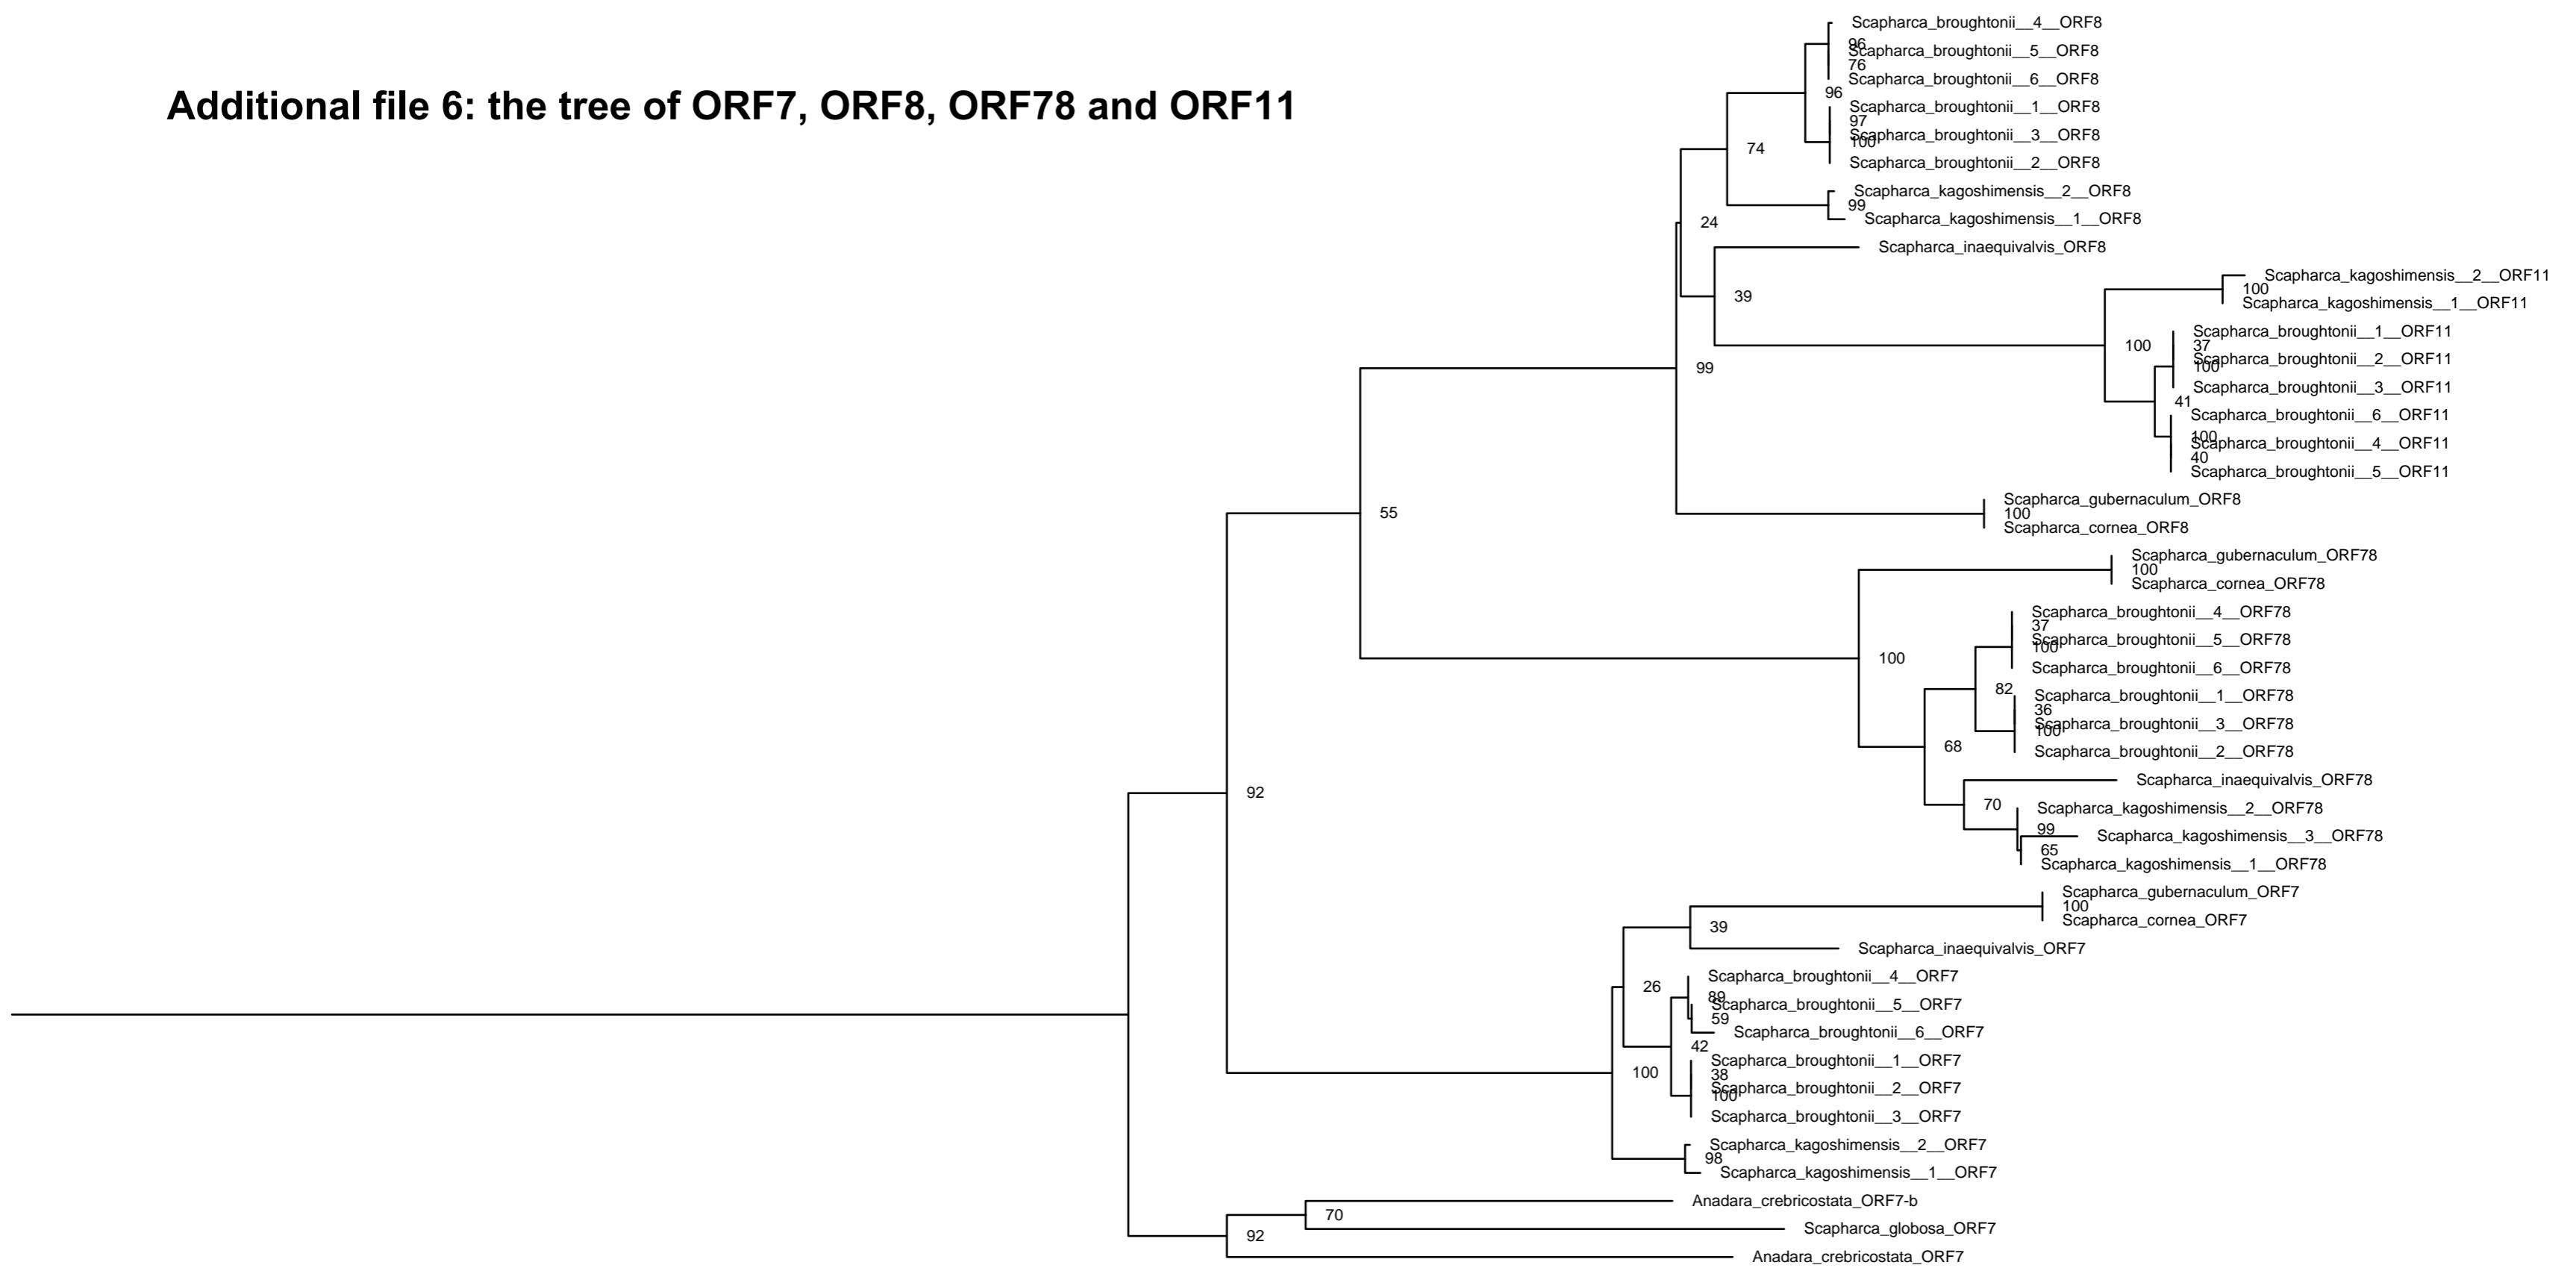 Additional file 6: the tree of ORF7, ORF8, ORF78 and ORF11
Scapharca_broughtonii__4__ORF8
96
Scapharca_broughtonii__5__ORF8
76
Scapharca_broughtonii__6__ORF8
96
Scapharca_broughtonii__1__ORF8
97
Scapharca_broughtonii__3__ORF8
100
74
Scapharca_broughtonii__2__ORF8
Scapharca_kagoshimensis__2__ORF8
99
Scapharca_kagoshimensis__1__ORF8
24
Scapharca_inaequivalvis_ORF8
Scapharca_kagoshimensis__2__ORF11
100
39
Scapharca_kagoshimensis__1__ORF11
Scapharca_broughtonii__1__ORF11
100
37
Scapharca_broughtonii__2__ORF11
100
99
Scapharca_broughtonii__3__ORF11
41
Scapharca_broughtonii__6__ORF11
100
Scapharca_broughtonii__4__ORF11
40
Scapharca_broughtonii__5__ORF11
Scapharca_gubernaculum_ORF8
55
100
Scapharca_cornea_ORF8
Scapharca_gubernaculum_ORF78
100
Scapharca_cornea_ORF78
Scapharca_broughtonii__4__ORF78
37
Scapharca_broughtonii__5__ORF78
100
100
Scapharca_broughtonii__6__ORF78
82
Scapharca_broughtonii__1__ORF78
36
Scapharca_broughtonii__3__ORF78
100
68
Scapharca_broughtonii__2__ORF78
Scapharca_inaequivalvis_ORF78
92
70
Scapharca_kagoshimensis__2__ORF78
99
Scapharca_kagoshimensis__3__ORF78
65
Scapharca_kagoshimensis__1__ORF78
Scapharca_gubernaculum_ORF7
100
Scapharca_cornea_ORF7
39
Scapharca_inaequivalvis_ORF7
Scapharca_broughtonii__4__ORF7
26
89
Scapharca_broughtonii__5__ORF7
59
Scapharca_broughtonii__6__ORF7
42
Scapharca_broughtonii__1__ORF7
100
38
Scapharca_broughtonii__2__ORF7
100
Scapharca_broughtonii__3__ORF7
Scapharca_kagoshimensis__2__ORF7
98
Scapharca_kagoshimensis__1__ORF7
Anadara_crebricostata_ORF7-b
70
Scapharca_globosa_ORF7
92
Anadara_crebricostata_ORF7